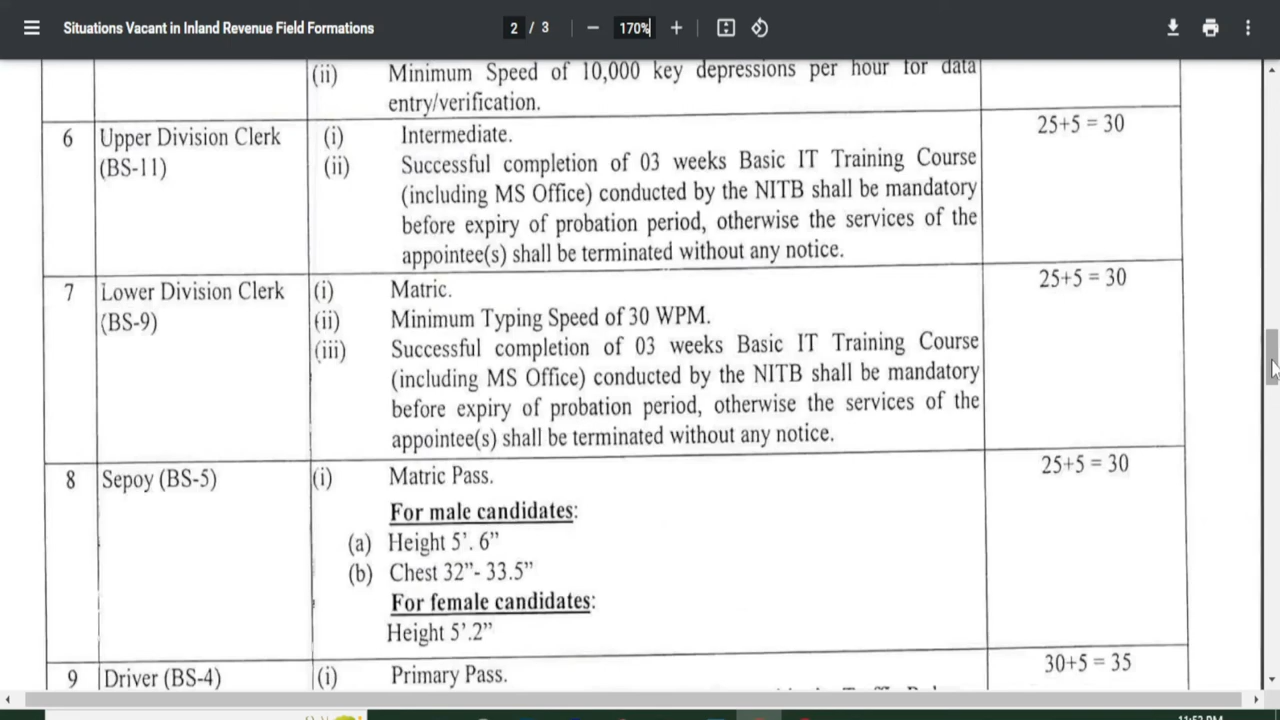 Situations Vacant in Inland Revenue Field Formations
2 / 3
170%
(ii) Minimum Speed of 10,000 key depressions per hour for data
entry/verification.
6 Upper Division Clerk (i) Intermediate. 25+5 = 30
(BS-11) (ii) Successful completion of 03 weeks Basic IT Training Course
(including MS Office) conducted by the NITB shall be mandatory
before expiry of probation period, otherwise the services of the
appointee(s) shall be terminated without any notice.
7 Lower Division Clerk (i) Matric. 25+5 = 30
(BS-9) (ii) Minimum Typing Speed of 30 WPM.
(iii) Successful completion of 03 weeks Basic IT Training Course
(including MS Office) conducted by the NITB shall be mandatory
before expiry of probation period, otherwise the services of the
appointee(s) shall be terminated without any notice.
8 Sepoy (BS-5) (i) Matric Pass. 25+5 = 30
For male candidates:
(a) Height 5’. 6”
(b) Chest 32”- 33.5”
For female candidates:
Height 5’.2”
9 Driver (BS-4) (i) Primary Pass. 30+5 = 35